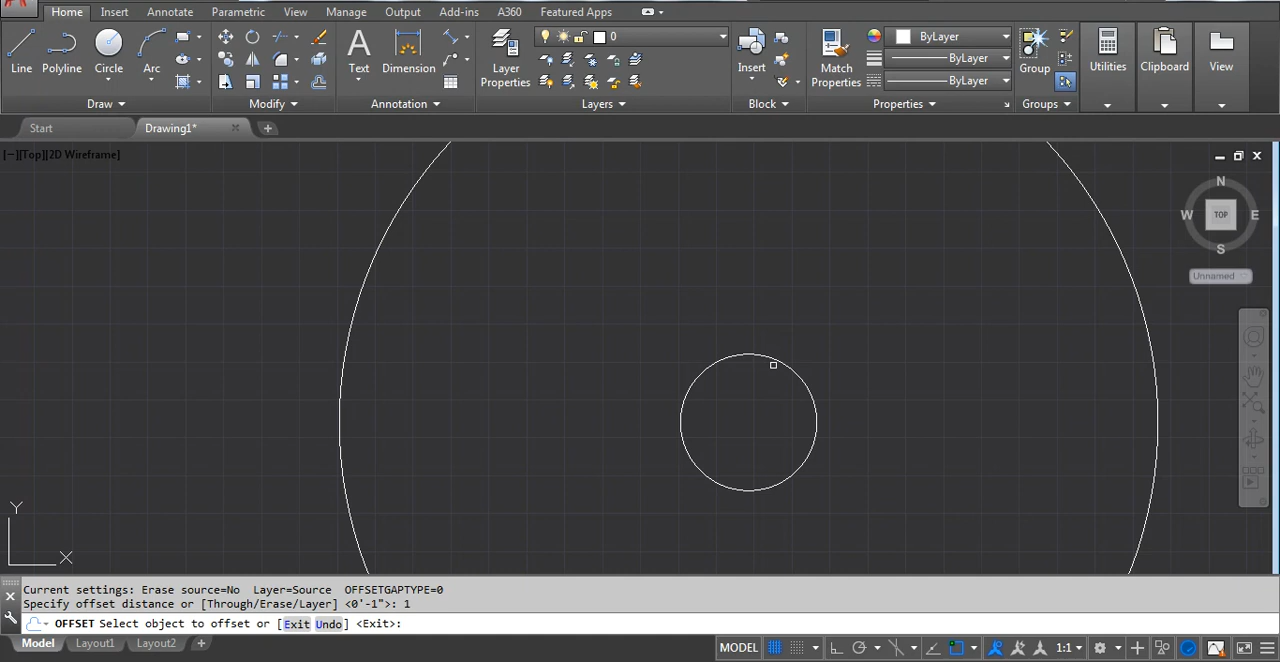 Home Insert Annotate Parametric View Manage Output Add-ins A360 Featured Apps
Line Polyline Circle Arc
Text Dimension
Layer Properties
0
Insert
Match Properties
ByLayer
ByLayer
ByLayer
Group
Utilities
Clipboard
View
Draw Modify Annotation Layers Block Properties Groups
Start Drawing1*
[−][Top][2D Wireframe]
N
W TOP E
S
Unnamed
Y
X
Current settings: Erase source=No Layer=Source OFFSETGAPTYPE=0
Specify offset distance or [Through/Erase/Layer] <0'-1">: 1
OFFSET Select object to offset or [Exit Undo] <Exit>:
Model Layout1 Layout2 +
MODEL 1:1